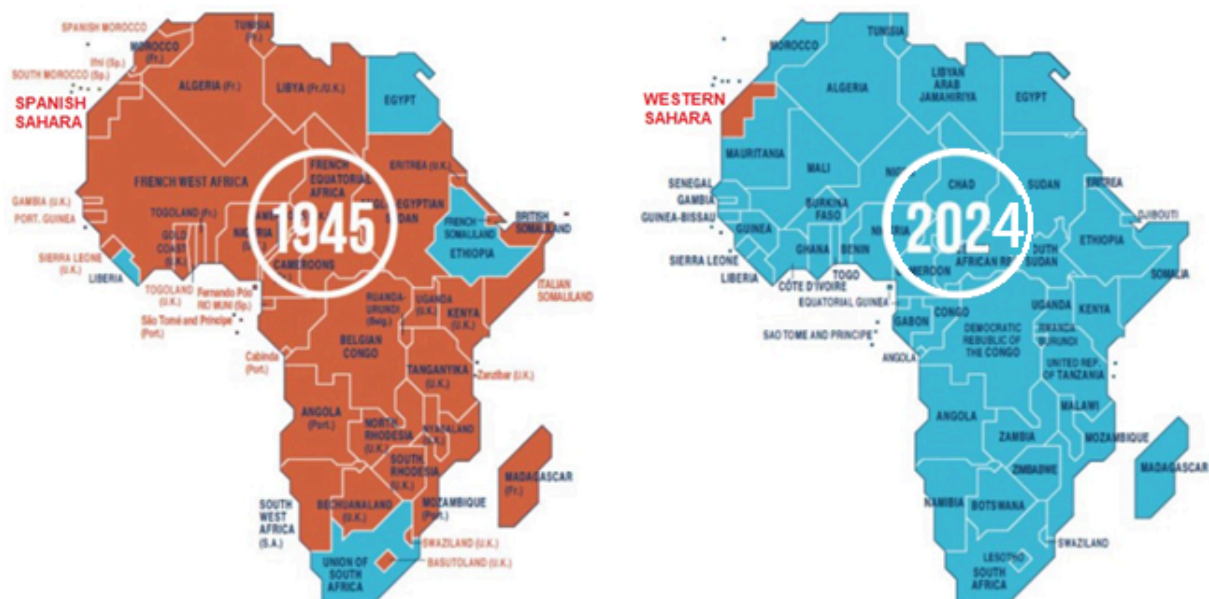 SPANISH MOROCCO
TUNISIA
(Fr.)
MOROCCO
(Fr.)
Ifni (Sp.)
SOUTH MOROCCO (Sp.)
ALGERIA (Fr.)
LIBYA (Fr./U.K.)
EGYPT
SPANISH
SAHARA
FRENCH WEST AFRICA
FRENCH
EQUATORIAL
AFRICA
ERITREA (U.K.)
EGYPTIAN
SUDAN
GAMBIA (U.K.)
PORT. GUINEA
TOGOLAND (Fr.)
1945
FRENCH
SOMALILAND
BRITISH
SOMALILAND
GOLD
COAST
(U.K.)
ETHIOPIA
SIERRA LEONE
(U.K.)
LIBERIA
CAMEROONS
TOGOLAND
(U.K.)
Fernando Póo
RIO MUNI (Sp.)
ITALIAN
SOMALILAND
São Tomé and Principe
(Port.)
RUANDA-
URUNDI
(Belg.)
UGANDA
(U.K.)
KENYA
(U.K.)
BELGIAN
CONGO
Cabinda
(Port.)
TANGANYIKA
(U.K.)
Zanzibar (U.K.)
ANGOLA
(Port.)
NORTH
RHODESIA
(U.K.)
NYASALAND
(U.K.)
SOUTH
RHODESIA
(U.K.)
MADAGASCAR
(Fr.)
SOUTH
WEST
AFRICA
(S.A.)
BECHUANALAND
(U.K.)
MOZAMBIQUE
(Port.)
SWAZILAND (U.K.)
BASUTOLAND (U.K.)
UNION OF
SOUTH
AFRICA
MOROCCO
TUNISIA
ALGERIA
LIBYAN
ARAB
JAMAHIRIYA
EGYPT
WESTERN
SAHARA
MAURITANIA
MALI
CHAD
SUDAN
ERITREA
SENEGAL
GAMBIA
GUINEA-BISSAU
BURKINA
FASO
2024
DJIBOUTI
GUINEA
GHANA
BENIN
ETHIOPIA
SIERRA LEONE
LIBERIA
CÔTE D'IVOIRE
TOGO
AFRICAN
SUDAN
SOMALIA
EQUATORIAL GUINEA
GABON
CONGO
UGANDA
KENYA
SAO TOME AND PRINCIPE
DEMOCRATIC
REPUBLIC OF
THE CONGO
RWANDA
BURUNDI
ANGOLA
UNITED REP.
OF TANZANIA
ANGOLA
MALAWI
ZAMBIA
MOZAMBIQUE
ZIMBABWE
MADAGASCAR
NAMIBIA
BOTSWANA
SWAZILAND
LESOTHO
SOUTH
AFRICA